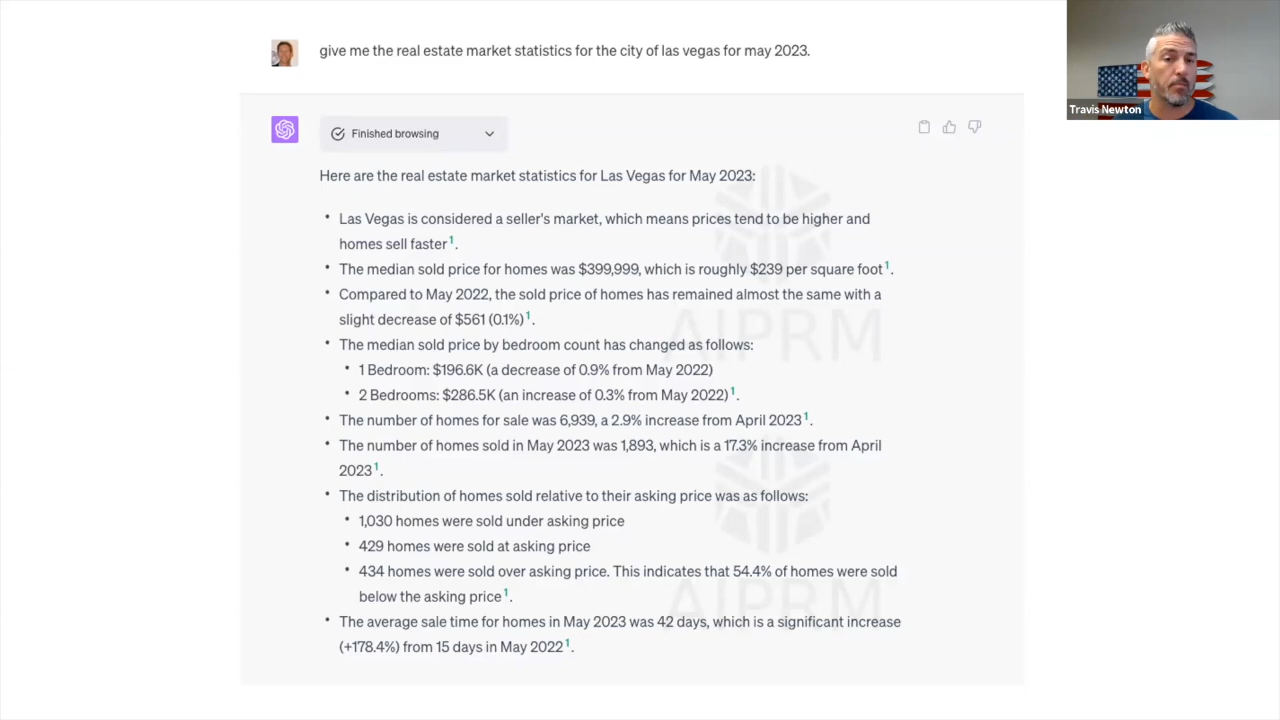 give me the real estate market statistics for the city of las vegas for may 2023.
Travis Newton
Finished browsing
Here are the real estate market statistics for Las Vegas for May 2023:
• Las Vegas is considered a seller's market, which means prices tend to be higher and
homes sell faster¹.
• The median sold price for homes was $399,999, which is roughly $239 per square foot¹.
• Compared to May 2022, the sold price of homes has remained almost the same with a
slight decrease of $561 (0.1%)¹.
• The median sold price by bedroom count has changed as follows:
• 1 Bedroom: $196.6K (a decrease of 0.9% from May 2022)
• 2 Bedrooms: $286.5K (an increase of 0.3% from May 2022)¹.
• The number of homes for sale was 6,939, a 2.9% increase from April 2023¹.
• The number of homes sold in May 2023 was 1,893, which is a 17.3% increase from April
2023¹.
• The distribution of homes sold relative to their asking price was as follows:
• 1,030 homes were sold under asking price
• 429 homes were sold at asking price
• 434 homes were sold over asking price. This indicates that 54.4% of homes were sold
below the asking price¹.
• The average sale time for homes in May 2023 was 42 days, which is a significant increase
(+178.4%) from 15 days in May 2022¹.
AIPRM
AIPRM